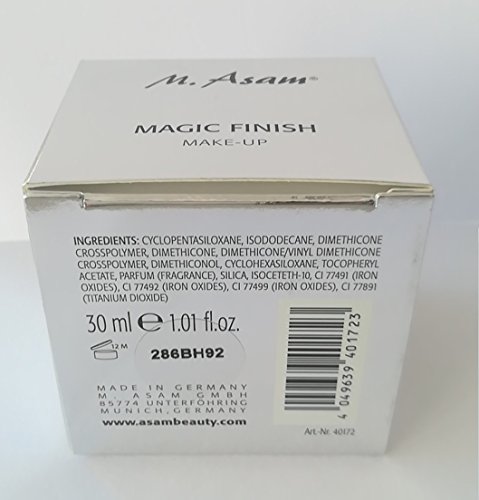 M. Asam®
MAGIC FINISH
MAKE-UP
INGREDIENTS: CYCLOPENTASILOXANE, ISODODECANE, DIMETHICONE
CROSSPOLYMER, DIMETHICONE, DIMETHICONE/VINYL DIMETHICONE
CROSSPOLYMER, DIMETHICONOL, CYCLOHEXASILOXANE, TOCOPHERYL
ACETATE, PARFUM (FRAGRANCE), SILICA, ISOCETETH-10, CI 77491 (IRON
OXIDES), CI 77492 (IRON OXIDES), CI 77499 (IRON OXIDES), CI 77891
(TITANIUM DIOXIDE)
30 ml ℮ 1.01 fl.oz.
12 M
286BH92
MADE IN GERMANY
M. ASAM GMBH
85774 UNTERFÖHRING
MUNICH, GERMANY
www.asambeauty.com
4 049639 401723
Art.-Nr. 40172